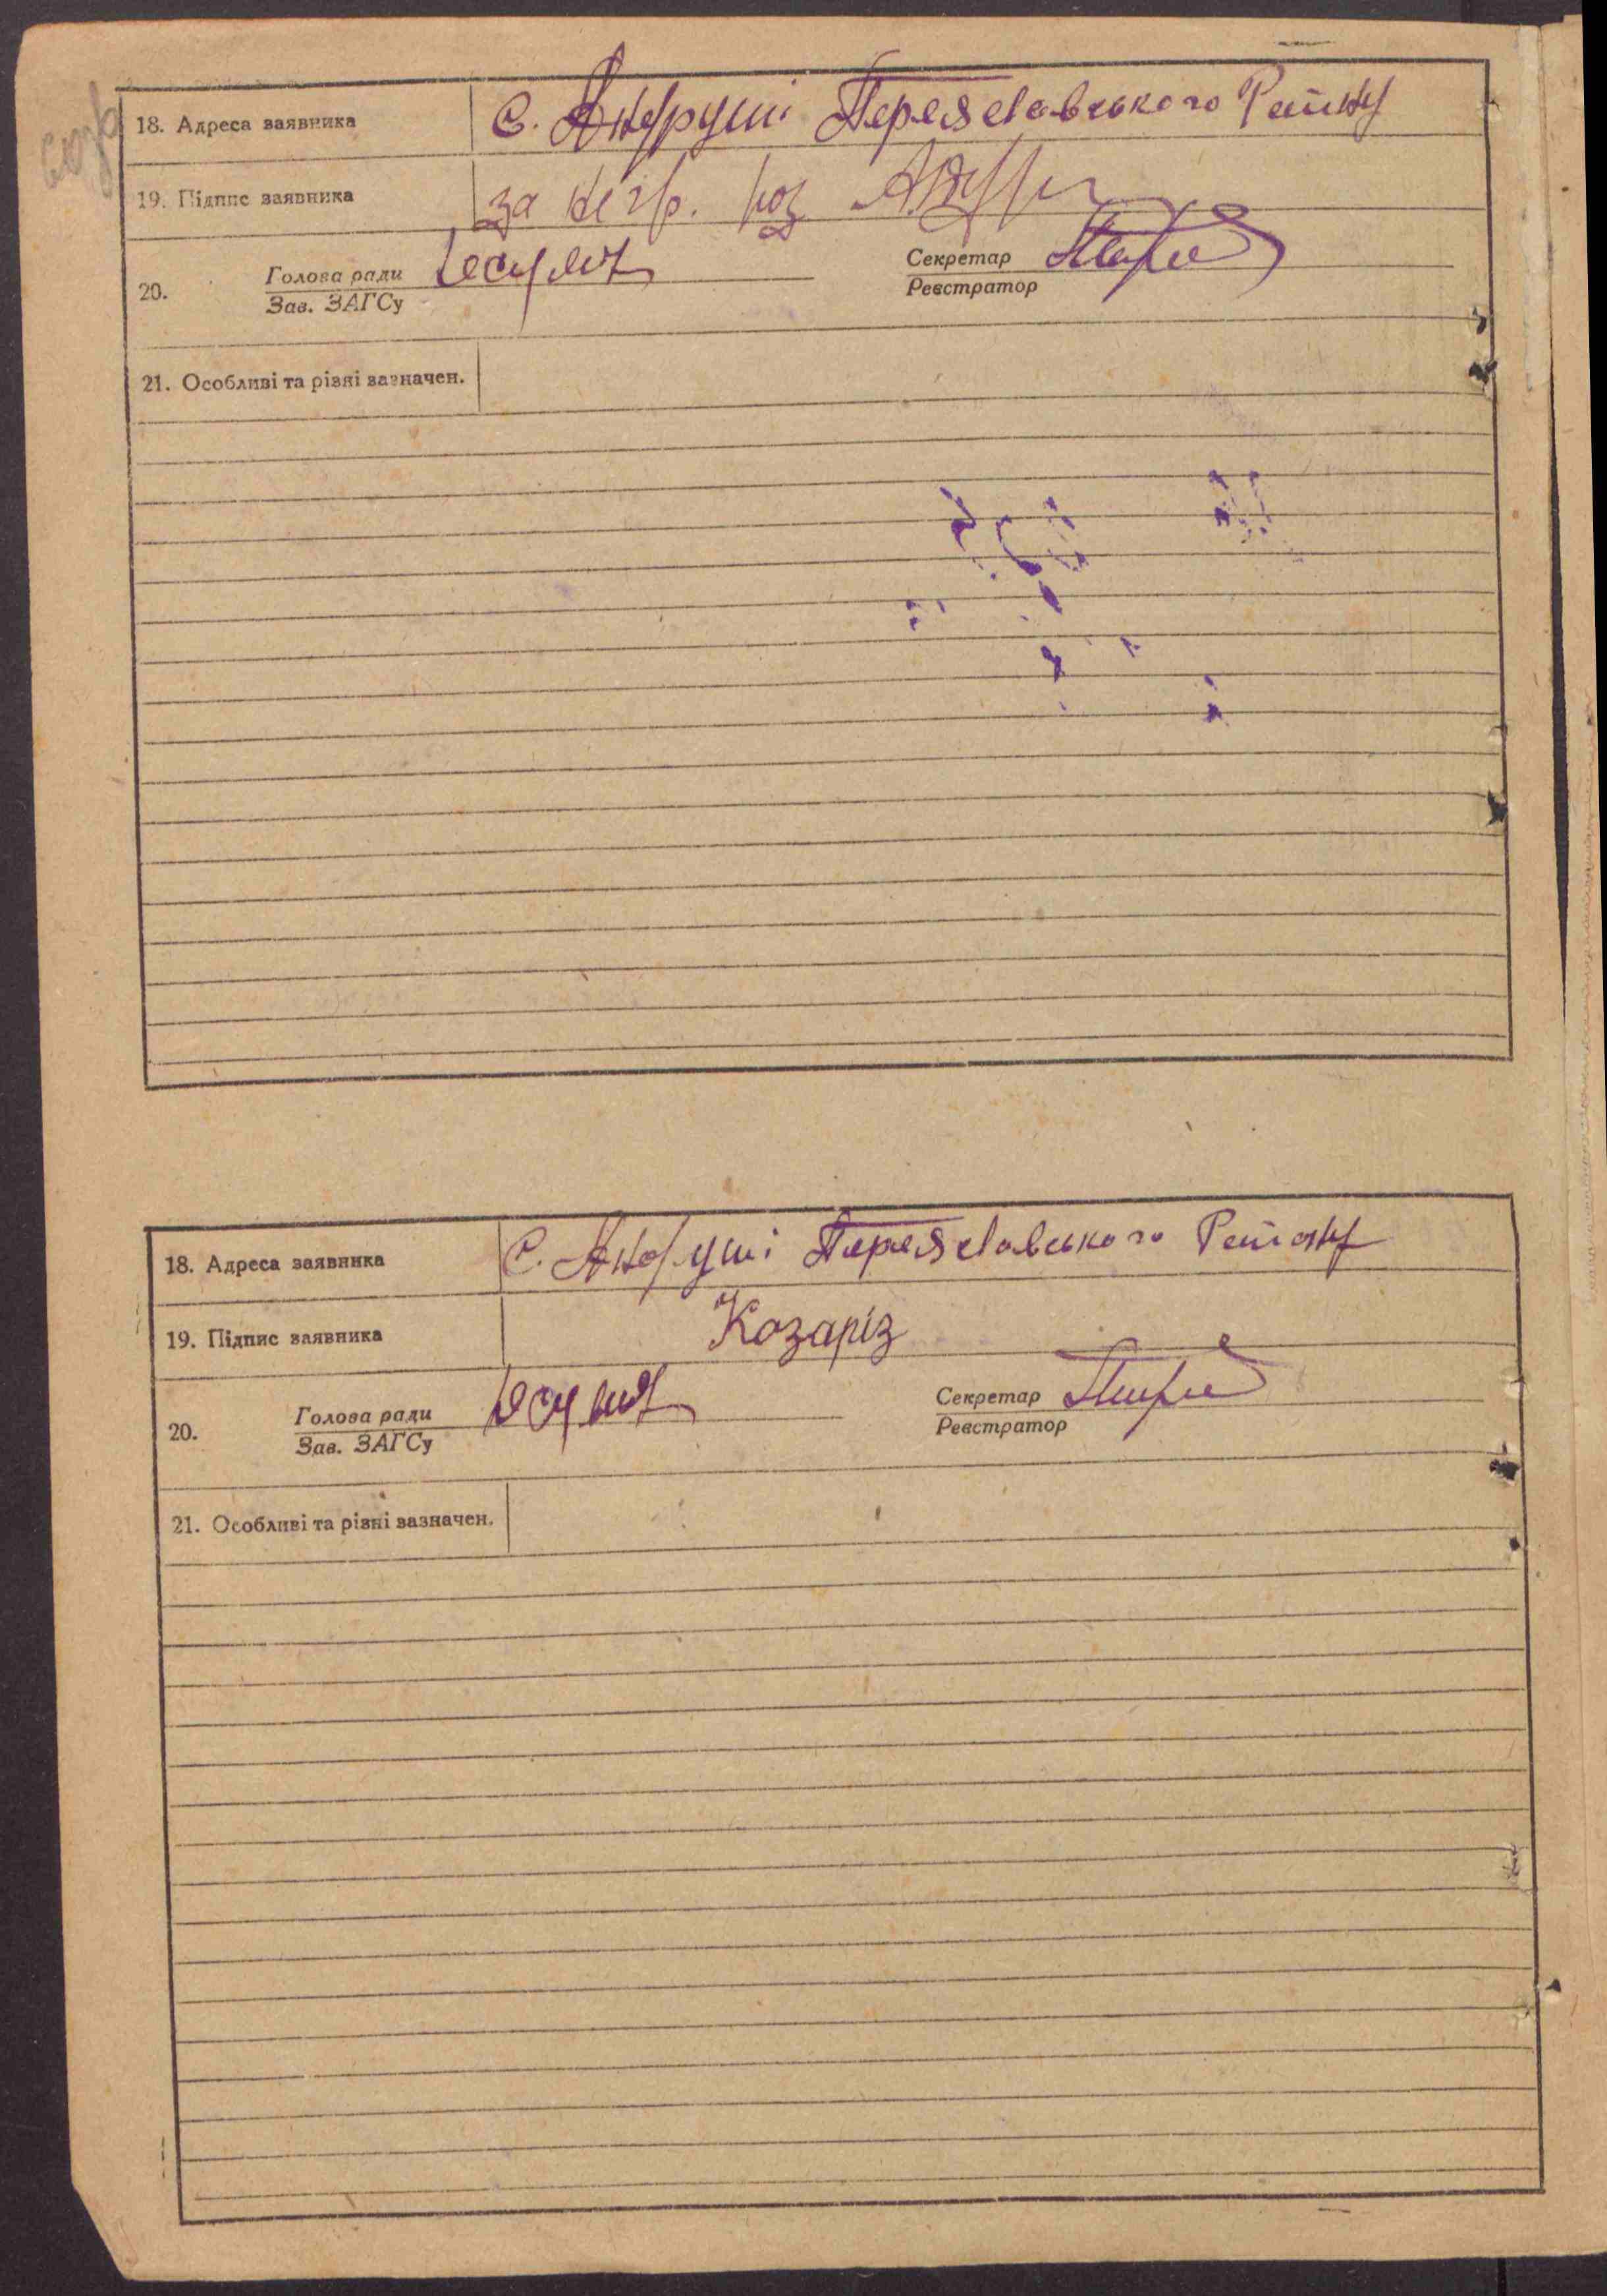 18. Адреса заявника С. Андруші Переяславського Району
19. Підпис заявника за негр. роз.
20. Голова ради Секретар
Зав. ЗАГСу Реєстратор
21. Особливі та різні зазначен.
18. Адреса заявника С. Андруші Переяславського Району
19. Підпис заявника Козаріз
20. Голова ради Секретар
Зав. ЗАГСу Реєстратор
21. Особливі та різні зазначен.